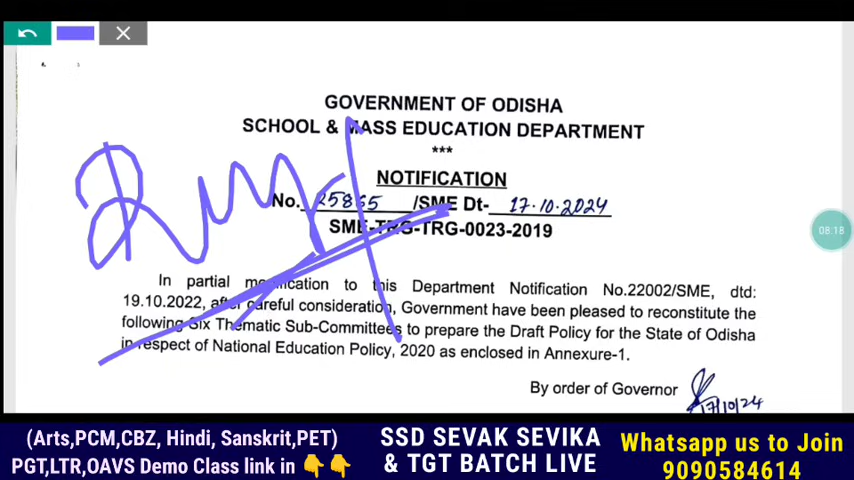 GOVERNMENT OF ODISHA
SCHOOL & MASS EDUCATION DEPARTMENT
***
NOTIFICATION
No. 25865 /SME Dt- 17.10.2024
SME-TRG-TRG-0023-2019
In partial modification to this Department Notification No.22002/SME, dtd:
19.10.2022, after careful consideration, Government have been pleased to reconstitute the
following Six Thematic Sub-Committees to prepare the Draft Policy for the State of Odisha
in respect of National Education Policy, 2020 as enclosed in Annexure-1.
By order of Governor
17/10/24
08:18
(Arts,PCM,CBZ, Hindi, Sanskrit,PET)
PGT,LTR,OAVS Demo Class link in 👇👇
SSD SEVAK SEVIKA
& TGT BATCH LIVE
Whatsapp us to Join
9090584614